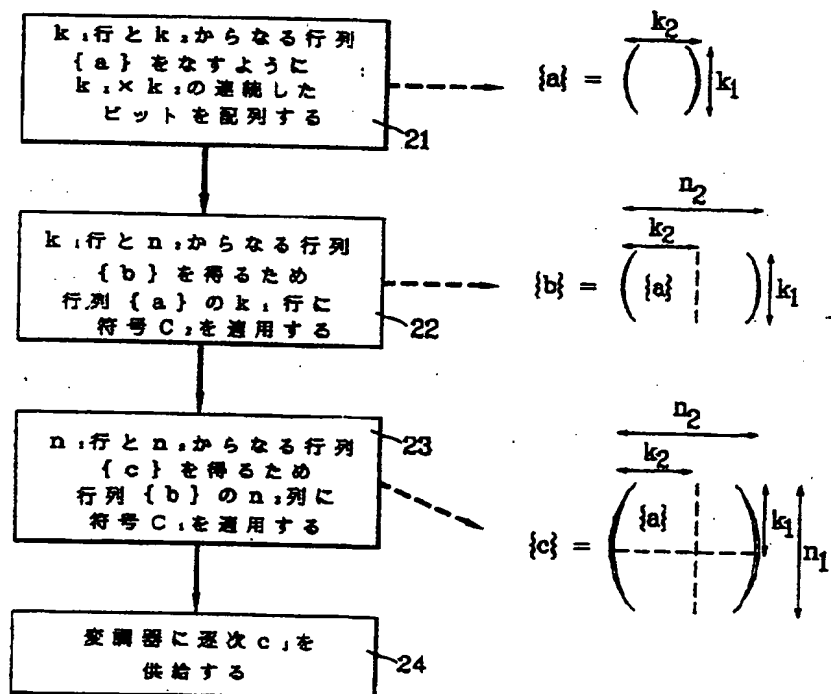 k₁行とk₂からなる行列
{a}をなすように
k₁×k₂の連続した
ビットを配列する
21
{a} =
k₂
k₁
k₁行とn₂からなる行列
{b}を得るため
行列{a}のk₁行に
符号C₂を適用する
22
{b} =
n₂
k₂
{a}
k₁
n₁行とn₂からなる行列
{c}を得るため
行列{b}のn₂列に
符号C₁を適用する
23
{c} =
n₂
k₂
{a}
k₁
n₁
変調器に逐次cⱼを
供給する
24